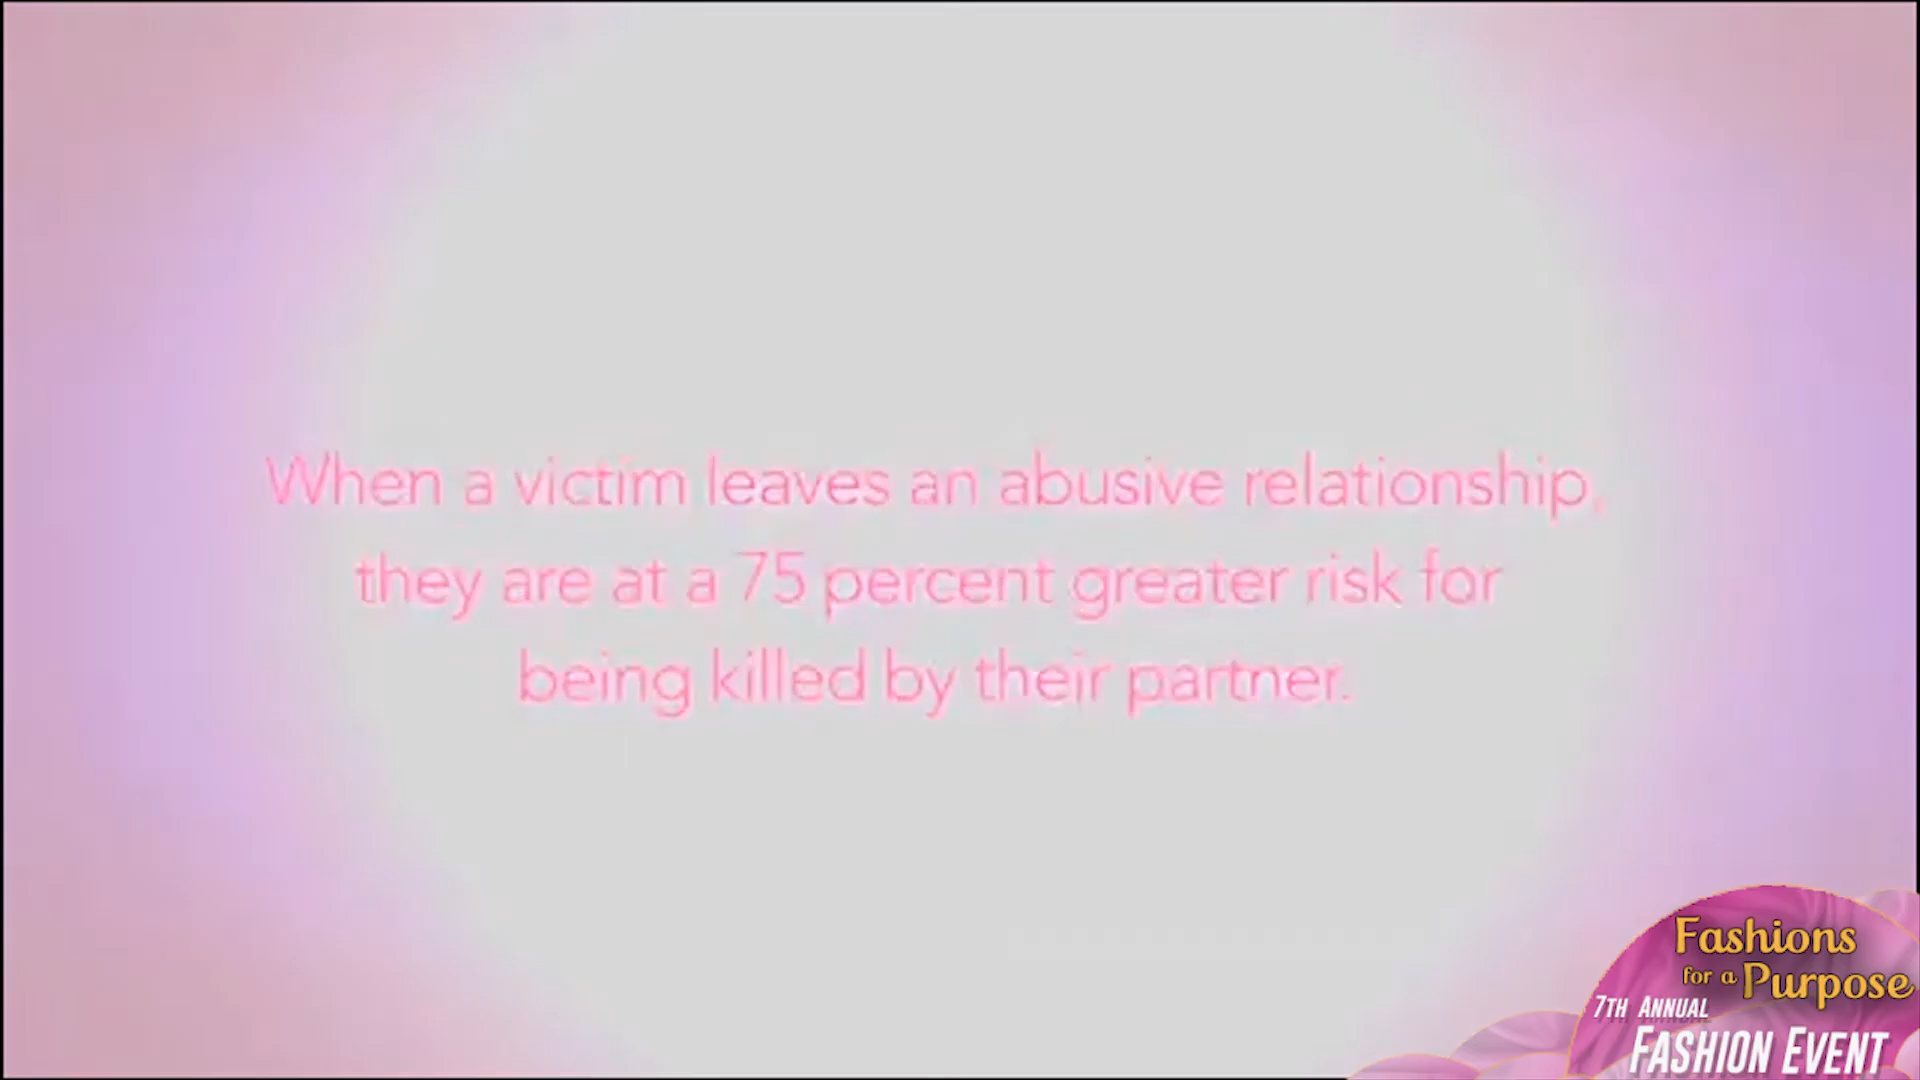 When a victim leaves an abusive relationship,
they are at a 75 percent greater risk for
being killed by their partner.
Fashions
for a Purpose
7TH ANNUAL
FASHION EVENT